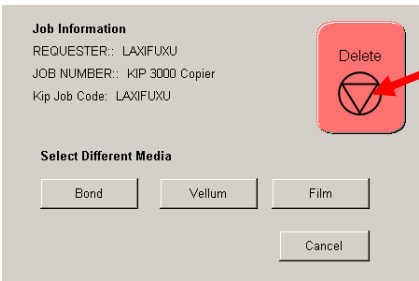 Job Information
REQUESTER:: LAXIFUXU
JOB NUMBER:: KIP 3000 Copier
Kip Job Code: LAXIFUXU
Delete
Select Different Media
Bond
Vellum
Film
Cancel